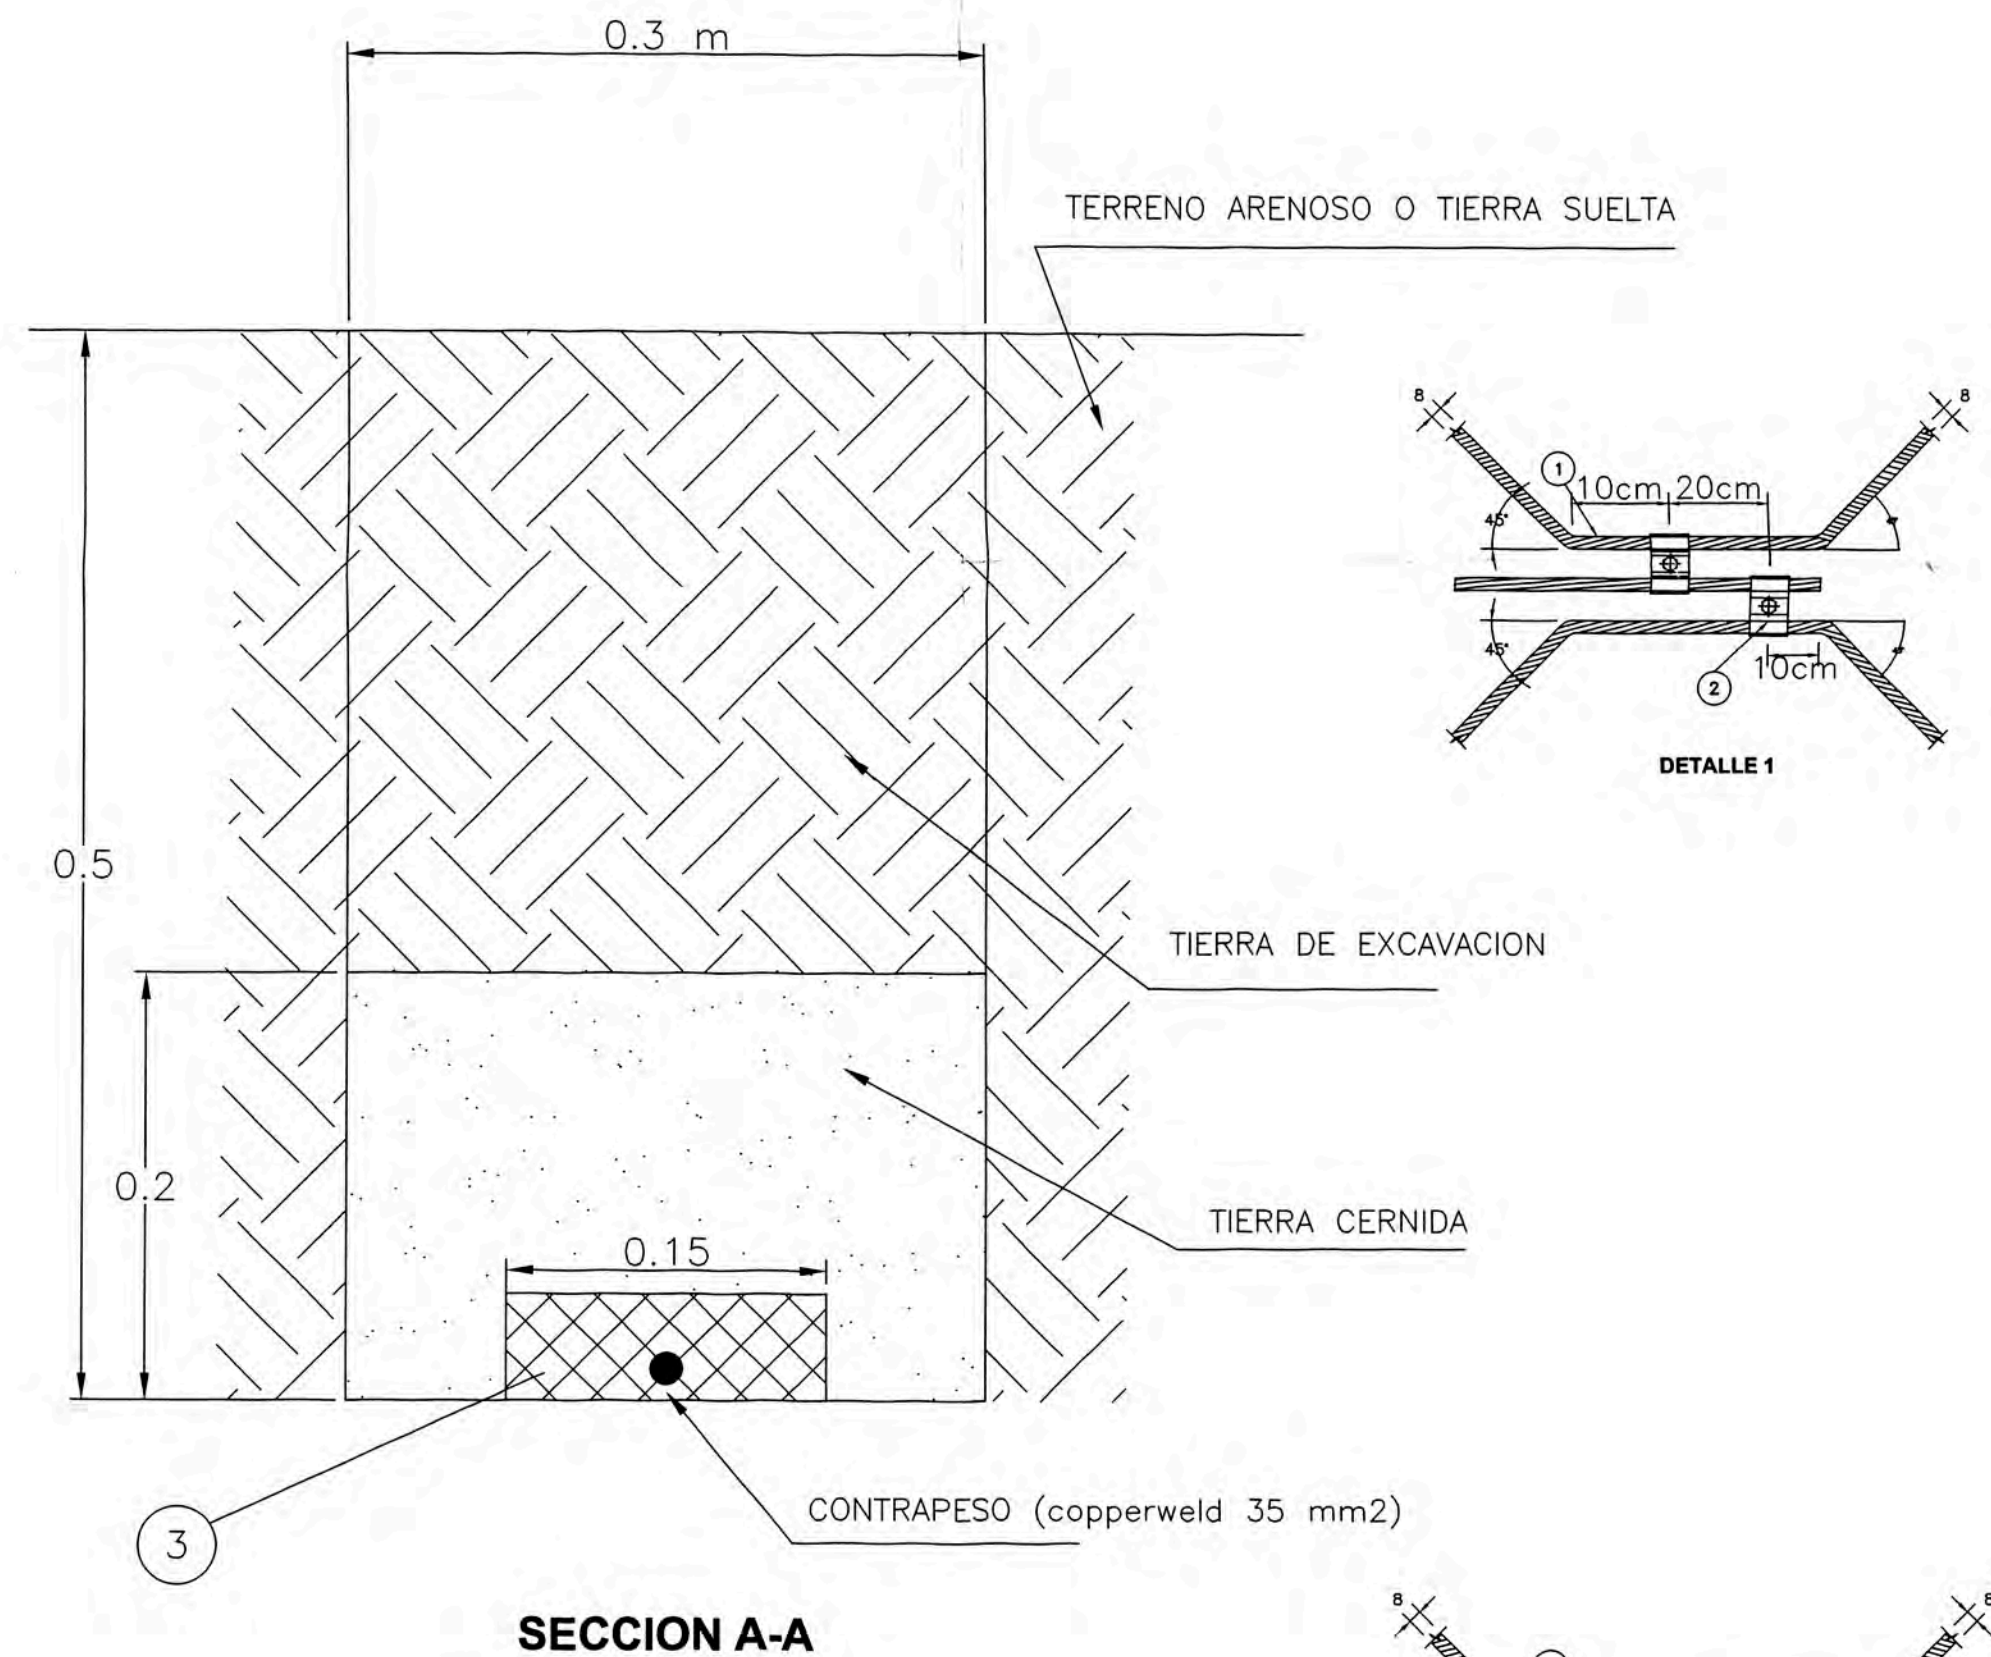 0.3 m
TERRENO ARENOSO O TIERRA SUELTA
8
8
1
10cm
20cm
45°
45°
10cm
2
DETALLE 1
0.5
TIERRA DE EXCAVACION
0.2
TIERRA CERNIDA
0.15
CONTRAPESO (copperweld 35 mm2)
3
8
8
SECCION A-A